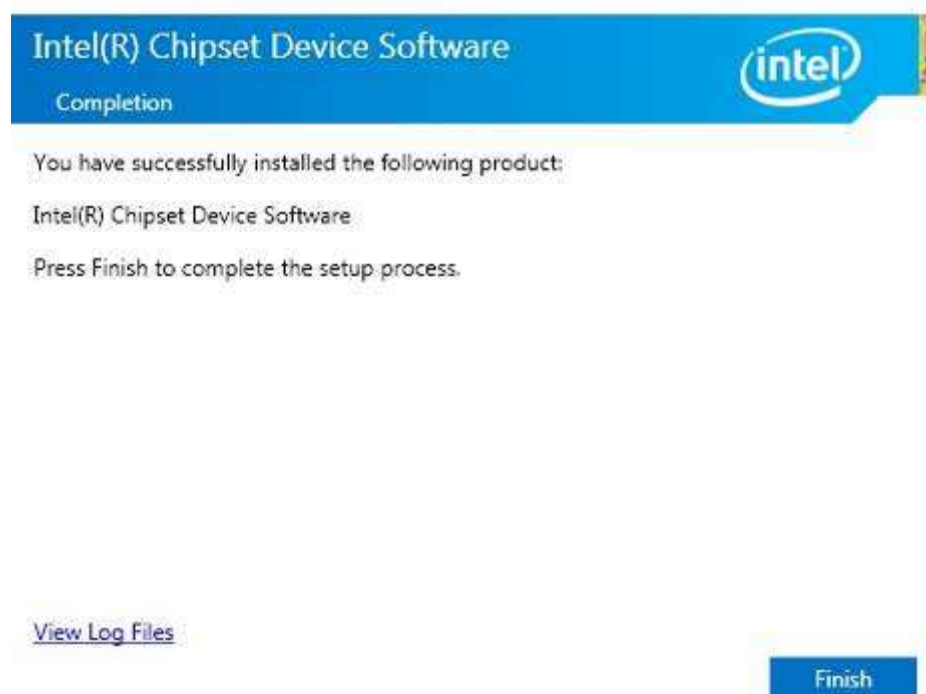 Intel(R) Chipset Device Software
intel
Completion
You have successfully installed the following product:
Intel(R) Chipset Device Software
Press Finish to complete the setup process.
View Log Files
Finish